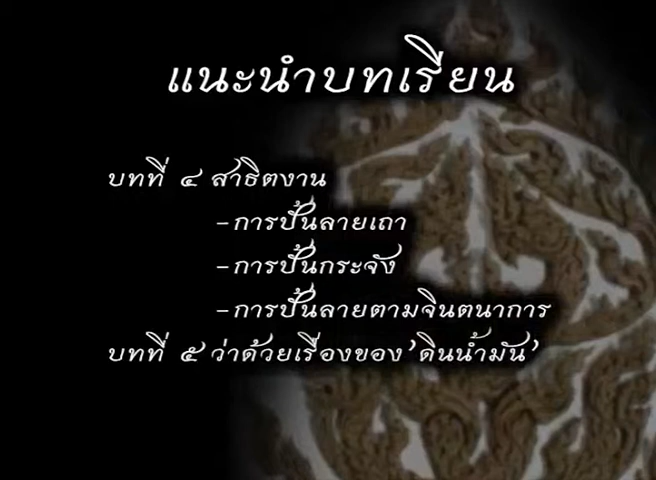 แนะนำบทเรียน
บทที่ ๔ สาธิตงาน
-การปั้นลายเถา
-การปั้นกระจัง
-การปั้นลายตามจินตนาการ
บทที่ ๕ ว่าด้วยเรื่องของ'ดินน้ำมัน'